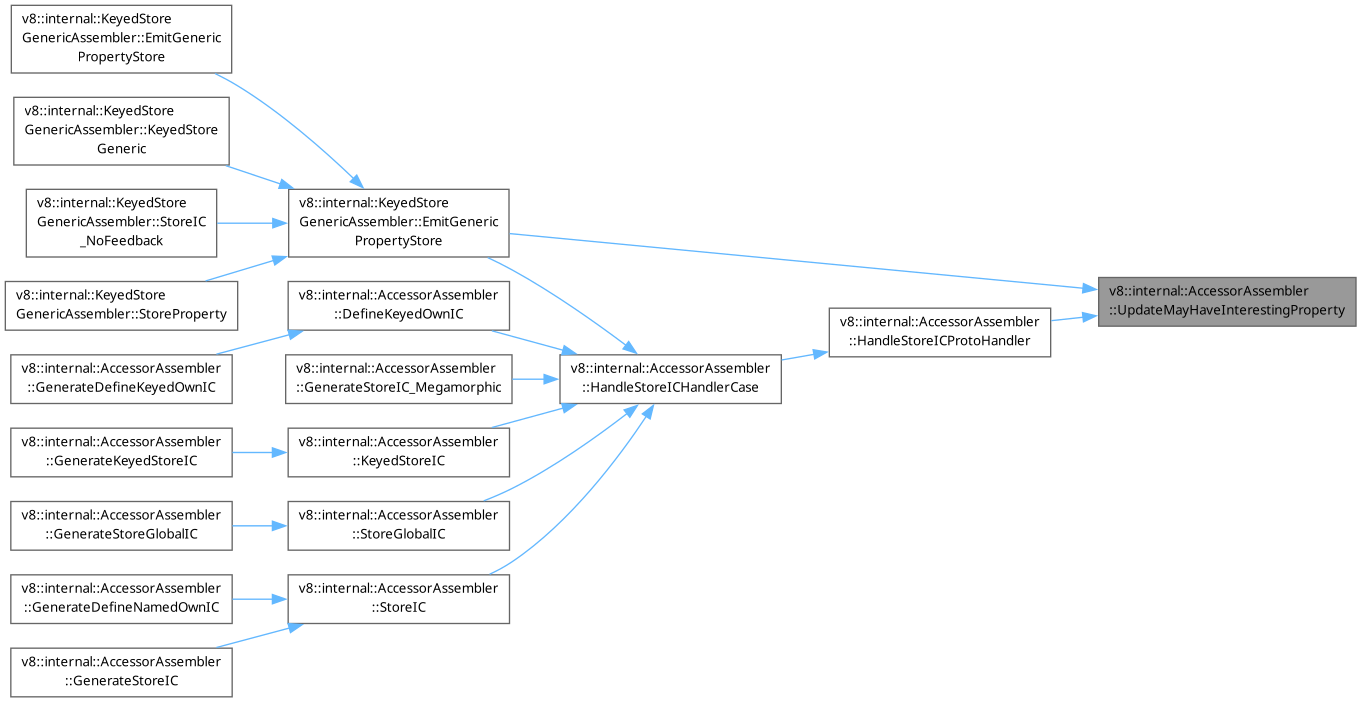 v8::internal::KeyedStore
GenericAssembler::EmitGeneric
PropertyStore
v8::internal::KeyedStore
GenericAssembler::KeyedStore
Generic
v8::internal::KeyedStore
GenericAssembler::StoreIC
_NoFeedback
v8::internal::KeyedStore
GenericAssembler::StoreProperty
v8::internal::AccessorAssembler
::GenerateDefineKeyedOwnIC
v8::internal::AccessorAssembler
::GenerateKeyedStoreIC
v8::internal::AccessorAssembler
::GenerateStoreGlobalIC
v8::internal::AccessorAssembler
::GenerateDefineNamedOwnIC
v8::internal::AccessorAssembler
::GenerateStoreIC
v8::internal::KeyedStore
GenericAssembler::EmitGeneric
PropertyStore
v8::internal::AccessorAssembler
::DefineKeyedOwnIC
v8::internal::AccessorAssembler
::GenerateStoreIC_Megamorphic
v8::internal::AccessorAssembler
::KeyedStoreIC
v8::internal::AccessorAssembler
::StoreGlobalIC
v8::internal::AccessorAssembler
::StoreIC
v8::internal::AccessorAssembler
::HandleStoreICHandlerCase
v8::internal::AccessorAssembler
::HandleStoreICProtoHandler
v8::internal::AccessorAssembler
::UpdateMayHaveInterestingProperty